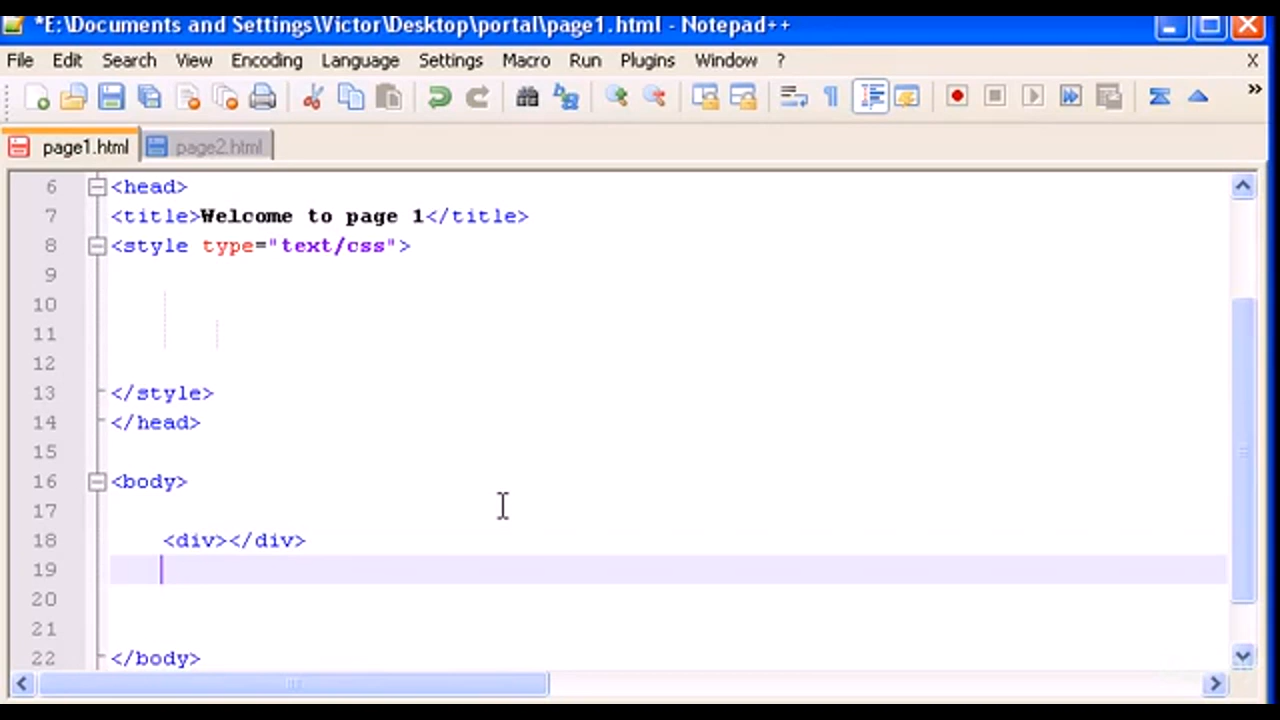 *E:\Documents and Settings\Victor\Desktop\portal\page1.html - Notepad++
File Edit Search View Encoding Language Settings Macro Run Plugins Window ? X
page1.html page2.html
6 <head>
7 <title>Welcome to page 1</title>
8 <style type="text/css">
9
10
11
12
13 </style>
14 </head>
15
16 <body>
17
18 <div></div>
19
20
21
22 </body>